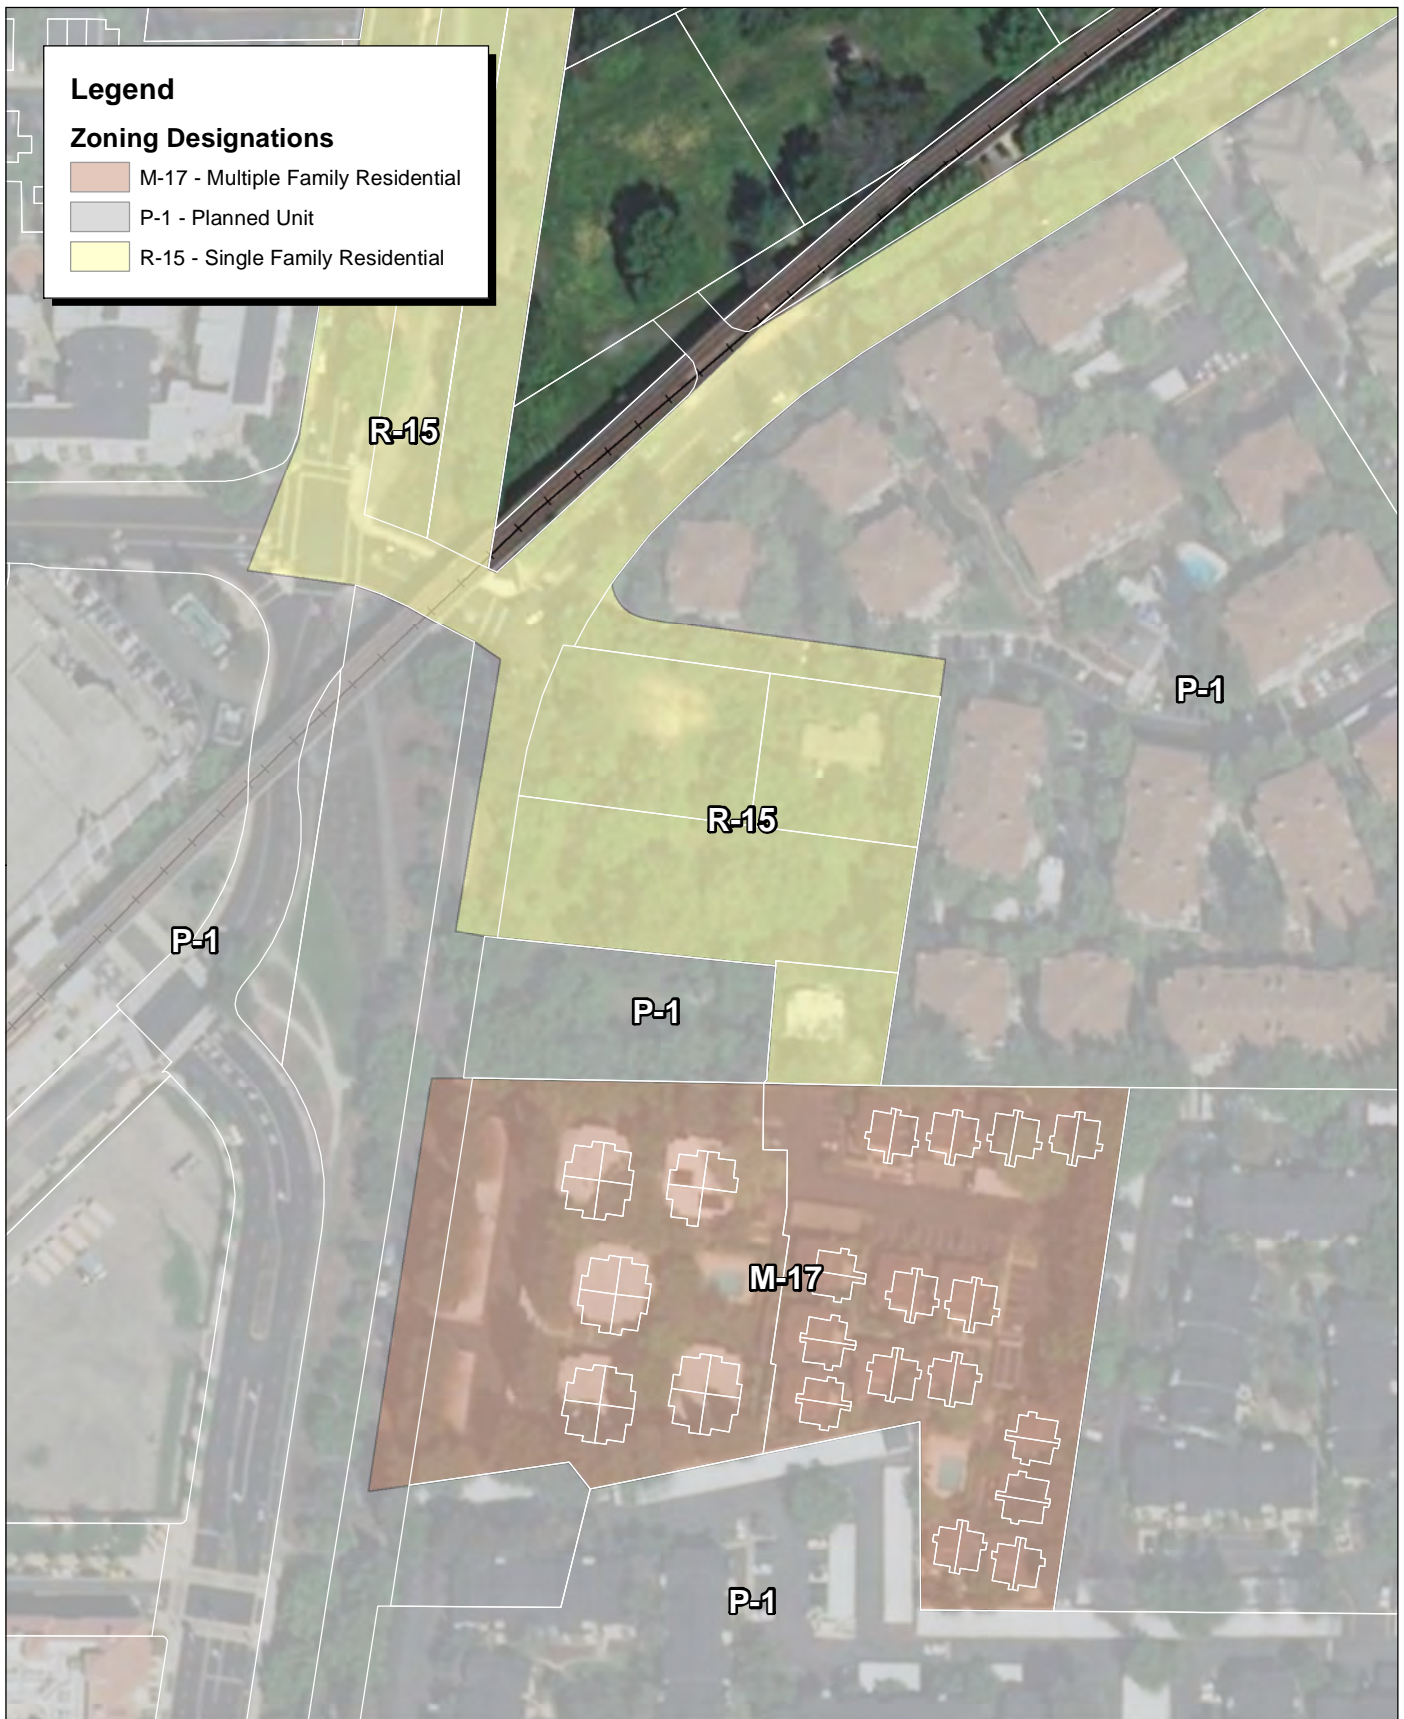 Legend
Zoning Designations
M-17 - Multiple Family Residential
P-1 - Planned Unit
R-15 - Single Family Residential
R-15
P-1
R-15
P-1
P-1
M-17
P-1